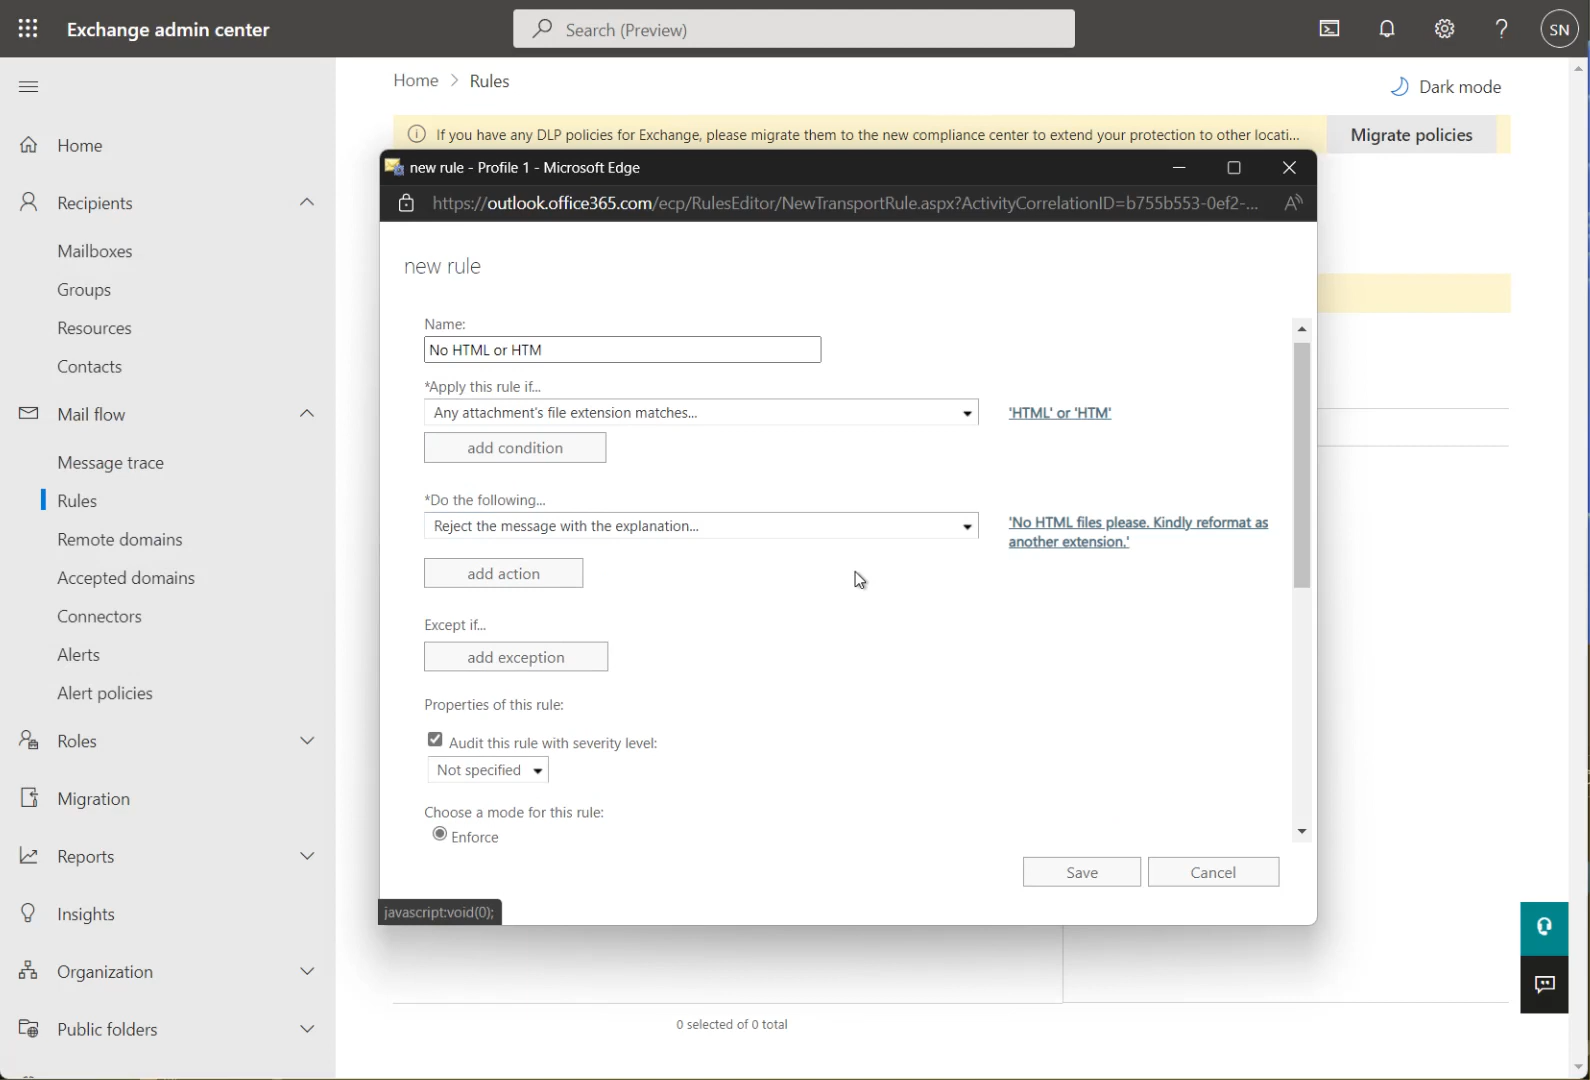 Exchange admin center
Search (Preview)
SN
Home > Rules
Dark mode
If you have any DLP policies for Exchange, please migrate them to the new compliance center to extend your protection to other locati...
Migrate policies
Home
Recipients
Mailboxes
Groups
Resources
Contacts
Mail flow
Message trace
Rules
Remote domains
Accepted domains
Connectors
Alerts
Alert policies
Roles
Migration
Reports
Insights
Organization
Public folders
new rule - Profile 1 - Microsoft Edge
https://outlook.office365.com/ecp/RulesEditor/NewTransportRule.aspx?ActivityCorrelationID=b755b553-0ef2-...
new rule
Name:
No HTML or HTM
*Apply this rule if...
Any attachment's file extension matches...
'HTML' or 'HTM'
add condition
*Do the following...
Reject the message with the explanation...
'No HTML files please. Kindly reformat as
another extension.'
add action
Except if...
add exception
Properties of this rule:
Audit this rule with severity level:
Not specified
Choose a mode for this rule:
Enforce
Save
Cancel
javascript:void(0);
0 selected of 0 total